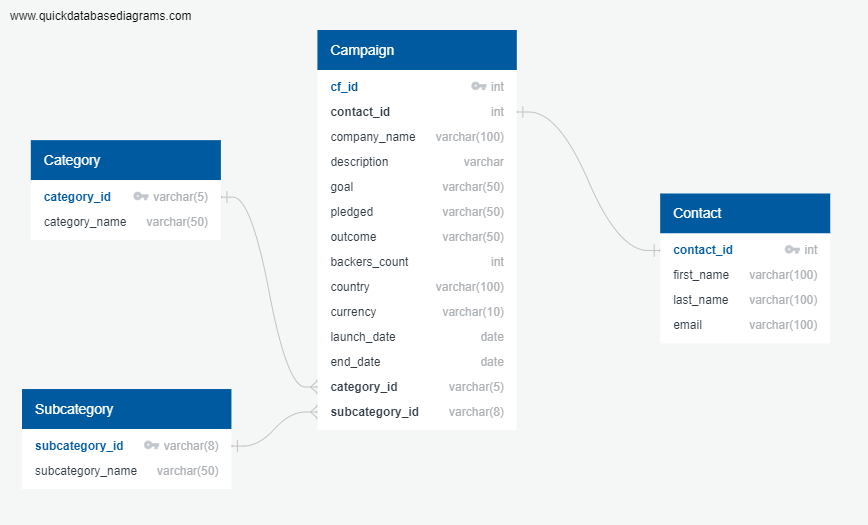 www.quickdatabasediagrams.com
Campaign
cf_id int
contact_id int
company_name varchar(100)
description varchar
goal varchar(50)
pledged varchar(50)
outcome varchar(50)
backers_count int
country varchar(100)
currency varchar(10)
launch_date date
end_date date
category_id varchar(5)
subcategory_id varchar(8)
Category
category_id varchar(5)
category_name varchar(50)
Subcategory
subcategory_id varchar(8)
subcategory_name varchar(50)
Contact
contact_id int
first_name varchar(100)
last_name varchar(100)
email varchar(100)